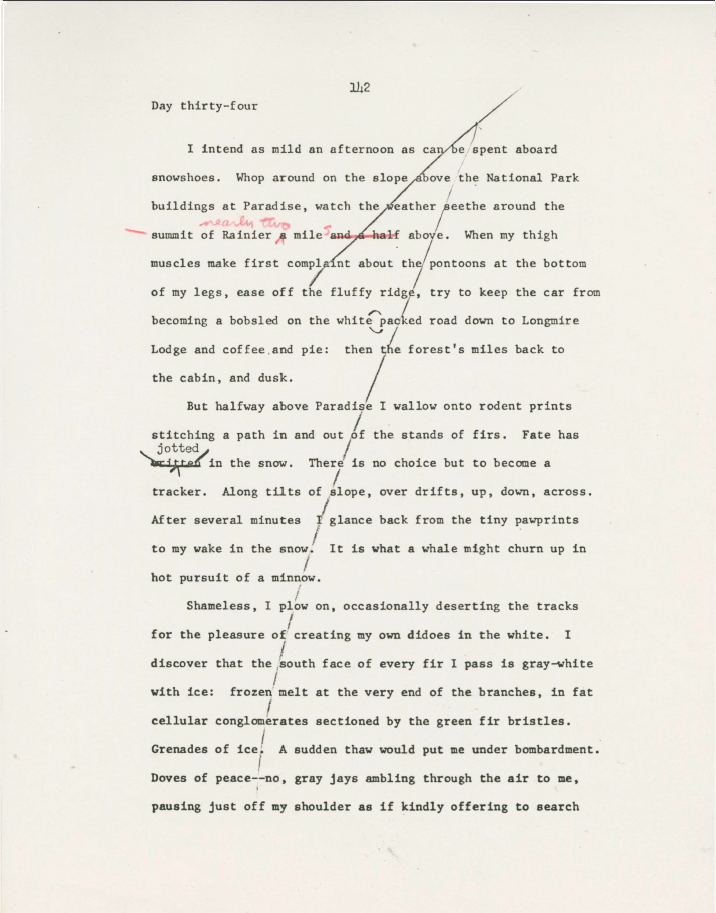 142
Day thirty-four
I intend as mild an afternoon as can be spent aboard
snowshoes. Whop around on the slope above the National Park
buildings at Paradise, watch the weather seethe around the
nearly two
summit of Rainier a mile s and a half above. When my thigh
muscles make first complaint about the pontoons at the bottom
of my legs, ease off the fluffy ridge, try to keep the car from
becoming a bobsled on the white packed road down to Longmire
Lodge and coffee and pie: then the forest's miles back to
the cabin, and dusk.
But halfway above Paradise I wallow onto rodent prints
stitching a path in and out of the stands of firs. Fate has
jotted
written in the snow. There is no choice but to become a
tracker. Along tilts of slope, over drifts, up, down, across.
After several minutes I glance back from the tiny pawprints
to my wake in the snow. It is what a whale might churn up in
hot pursuit of a minnow.
Shameless, I plow on, occasionally deserting the tracks
for the pleasure of creating my own didoes in the white. I
discover that the south face of every fir I pass is gray-white
with ice: frozen melt at the very end of the branches, in fat
cellular conglomerates sectioned by the green fir bristles.
Grenades of ice. A sudden thaw would put me under bombardment.
Doves of peace--no, gray jays ambling through the air to me,
pausing just off my shoulder as if kindly offering to search